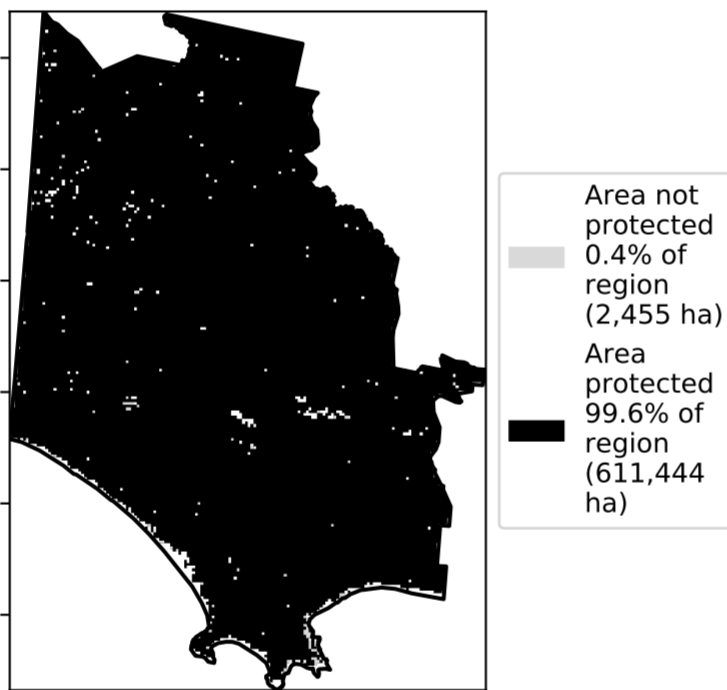 Area not
protected
0.4% of
region
(2,455 ha)
Area
protected
99.6% of
region
(611,444
ha)